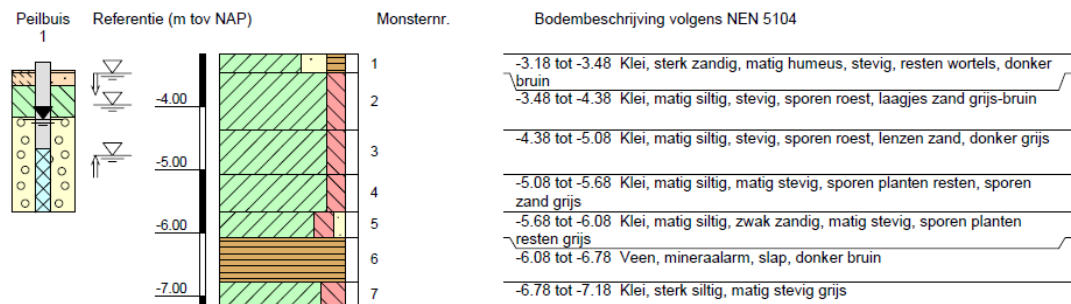 Peilbuis Referentie (m tov NAP) Monsternr. Bodembeschrijving volgens NEN 5104
1
1
-3.18 tot -3.48 Klei, sterk zandig, matig humeus, stevig, resten wortels, donker
bruin
-4.00
2
-3.48 tot -4.38 Klei, matig siltig, stevig, sporen roest, laagjes zand grijs-bruin
3
-4.38 tot -5.08 Klei, matig siltig, stevig, sporen roest, lenzen zand, donker grijs
-5.00
4
-5.08 tot -5.68 Klei, matig siltig, matig stevig, sporen planten resten, sporen
zand grijs
5
-5.68 tot -6.08 Klei, matig siltig, zwak zandig, matig stevig, sporen planten
resten grijs
-6.00
6
-6.08 tot -6.78 Veen, mineraalarm, slap, donker bruin
-7.00
7
-6.78 tot -7.18 Klei, sterk siltig, matig stevig grijs